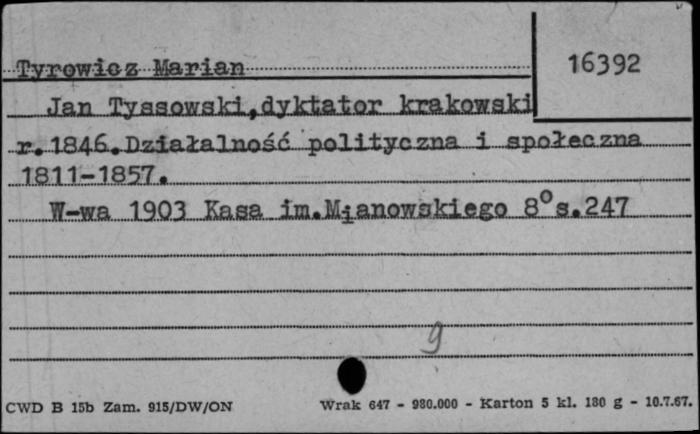 Tyrowicz Marian
16392
Jan Tyssowski,dyktator krakowski
r.1846.Działalność polityczna i społeczna
1811-1857.
W-wa 1903 Kasa im.Mianowskiego 8° s.247
9
CWD B 15b Zam. 915/DW/ON
Wrak 647 - 980.000 - Karton 5 kl. 180 g - 10.7.67.